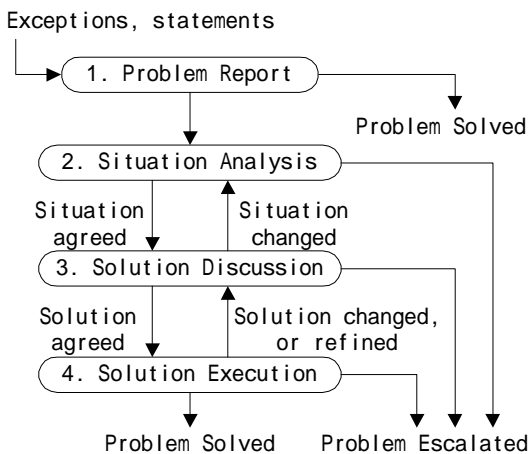 Exceptions, statements
1. Problem Report
Problem Solved
2. Situation Analysis
Situation agreed
Situation changed
3. Solution Discussion
Solution agreed
Solution changed, or refined
4. Solution Execution
Problem Solved
Problem Escalated